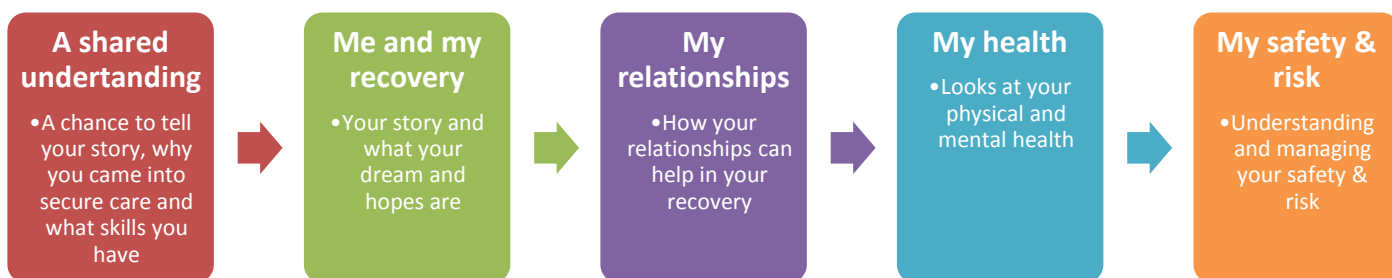 A shared
undertanding
•A chance to tell
your story, why
you came into
secure care and
what skills you
have
Me and my
recovery
•Your story and
what your
dream and
hopes are
My
relationships
•How your
relationships can
help in your
recovery
My health
•Looks at your
physical and
mental health
My safety &
risk
•Understanding
and managing
your safety &
risk